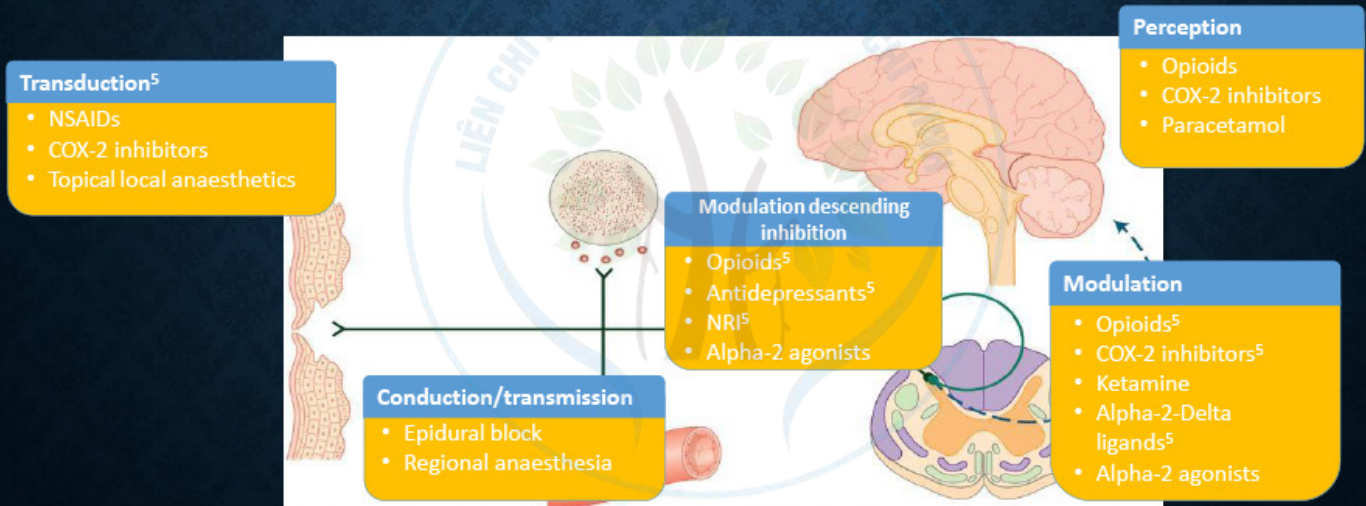 Transduction⁵
• NSAIDs
• COX-2 inhibitors
• Topical local anaesthetics
Perception
• Opioids
• COX-2 inhibitors
• Paracetamol
Modulation descending
inhibition
• Opioids⁵
• Antidepressants⁵
• NRI⁵
• Alpha-2 agonists
Modulation
• Opioids⁵
• COX-2 inhibitors⁵
• Ketamine
• Alpha-2-Delta
ligands⁵
• Alpha-2 agonists
Conduction/transmission
• Epidural block
• Regional anaesthesia
LIÊN CHI